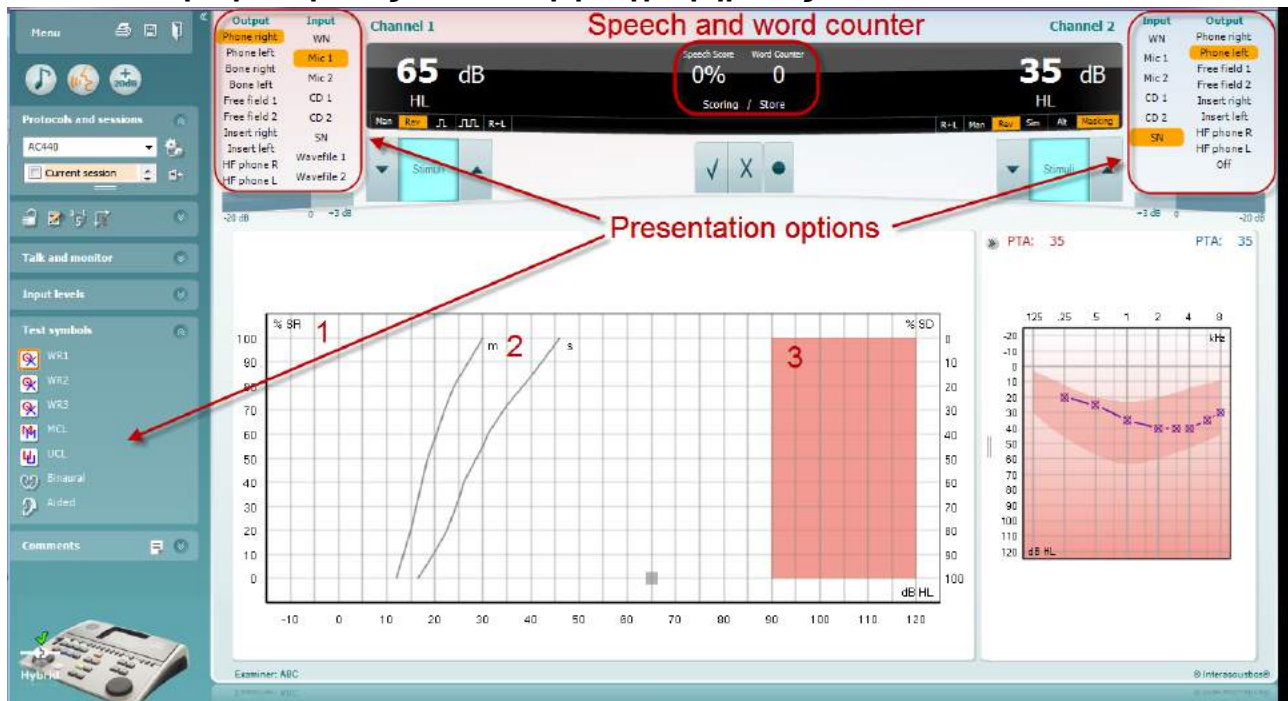 Menu
Protocols and sessions
AC440
Current session
Talk and monitor
Input levels
Test symbols
WR1
WR2
WR3
MCL
UCL
Binaural
Aided
Comments
Hybrid
Output Input
Phone right WN
Phone left Mic 1
Bone right Mic 2
Bone left CD 1
Free field 1 CD 2
Free field 2 SN
Insert right Wavefile 1
Insert left Wavefile 2
HF phone R
HF phone L
Channel 1
Speech and word counter
Channel 2
65 dB
HL
Speech Score Word Counter
0% 0
Scoring / Store
35 dB
HL
Man Rev R+L
R+L Man Rev Sim Alt Masking
Stimuli
Stimuli
Input Output
WN Phone right
Mic 1 Phone left
Mic 2 Free field 1
CD 1 Free field 2
CD 2 Insert right
SN Insert left
HF phone R
HF phone L
Off
-20 dB 0 +3 dB
+3 dB 0 -20 dB
Presentation options
PTA: 35 PTA: 35
% SR 1
m 2 s
3
% SD
100 90 80 70 60 50 40 30 20 10 0
0 10 20 30 40 50 60 70 80 90 100
dB HL
-10 0 10 20 30 40 50 60 70 80 90 100 110 120
.125 .25 .5 1 2 4 8
kHz
-20 -10 0 10 20 30 40 50 60 70 80 90 100 110 120
dB HL
Examiner: ABC